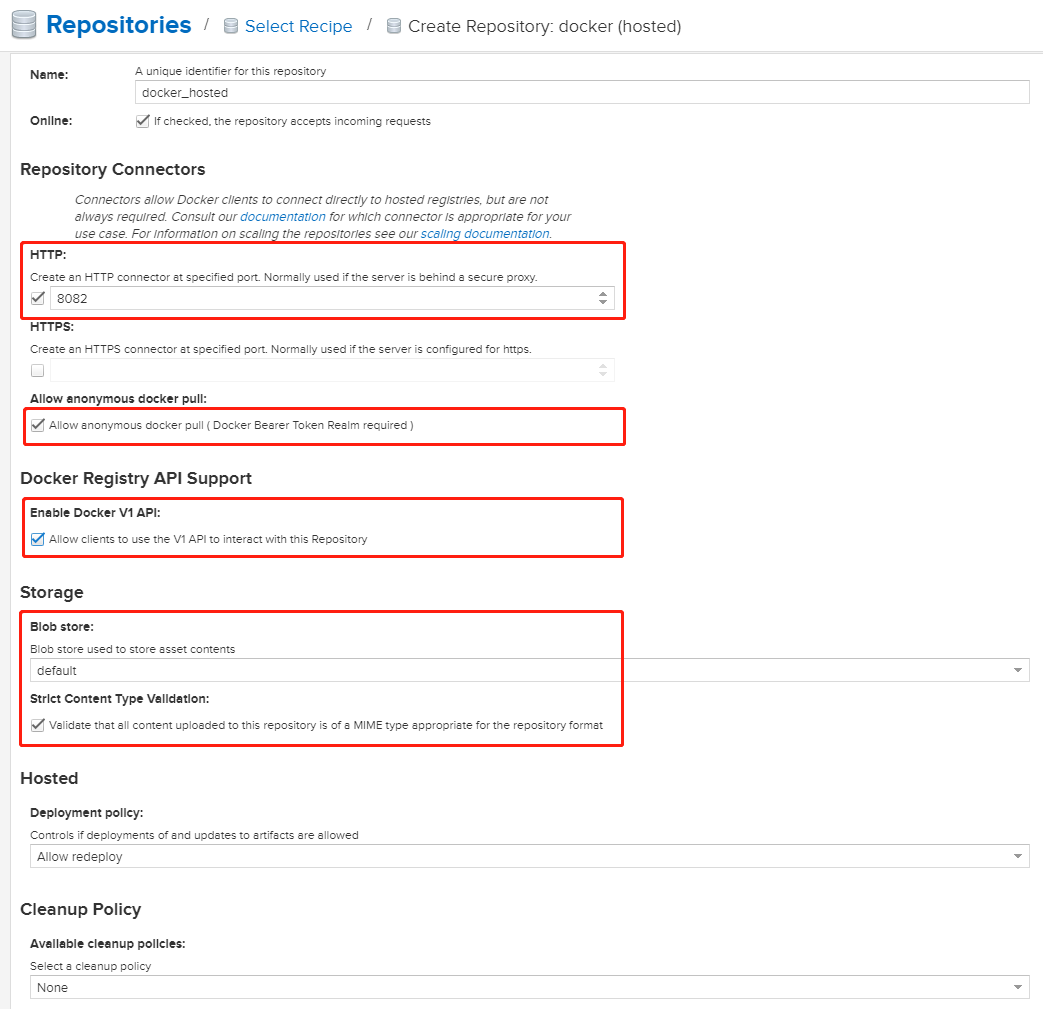 Repositories / Select Recipe / Create Repository: docker (hosted)
Name:
A unique identifier for this repository
docker_hosted
Online:
If checked, the repository accepts incoming requests
Repository Connectors
Connectors allow Docker clients to connect directly to hosted registries, but are not
always required. Consult our documentation for which connector is appropriate for your
use case. For information on scaling the repositories see our scaling documentation.
HTTP:
Create an HTTP connector at specified port. Normally used if the server is behind a secure proxy.
8082
HTTPS:
Create an HTTPS connector at specified port. Normally used if the server is configured for https.
Allow anonymous docker pull:
Allow anonymous docker pull ( Docker Bearer Token Realm required )
Docker Registry API Support
Enable Docker V1 API:
Allow clients to use the V1 API to interact with this Repository
Storage
Blob store:
Blob store used to store asset contents
default
Strict Content Type Validation:
Validate that all content uploaded to this repository is of a MIME type appropriate for the repository format
Hosted
Deployment policy:
Controls if deployments of and updates to artifacts are allowed
Allow redeploy
Cleanup Policy
Available cleanup policies:
Select a cleanup policy
None